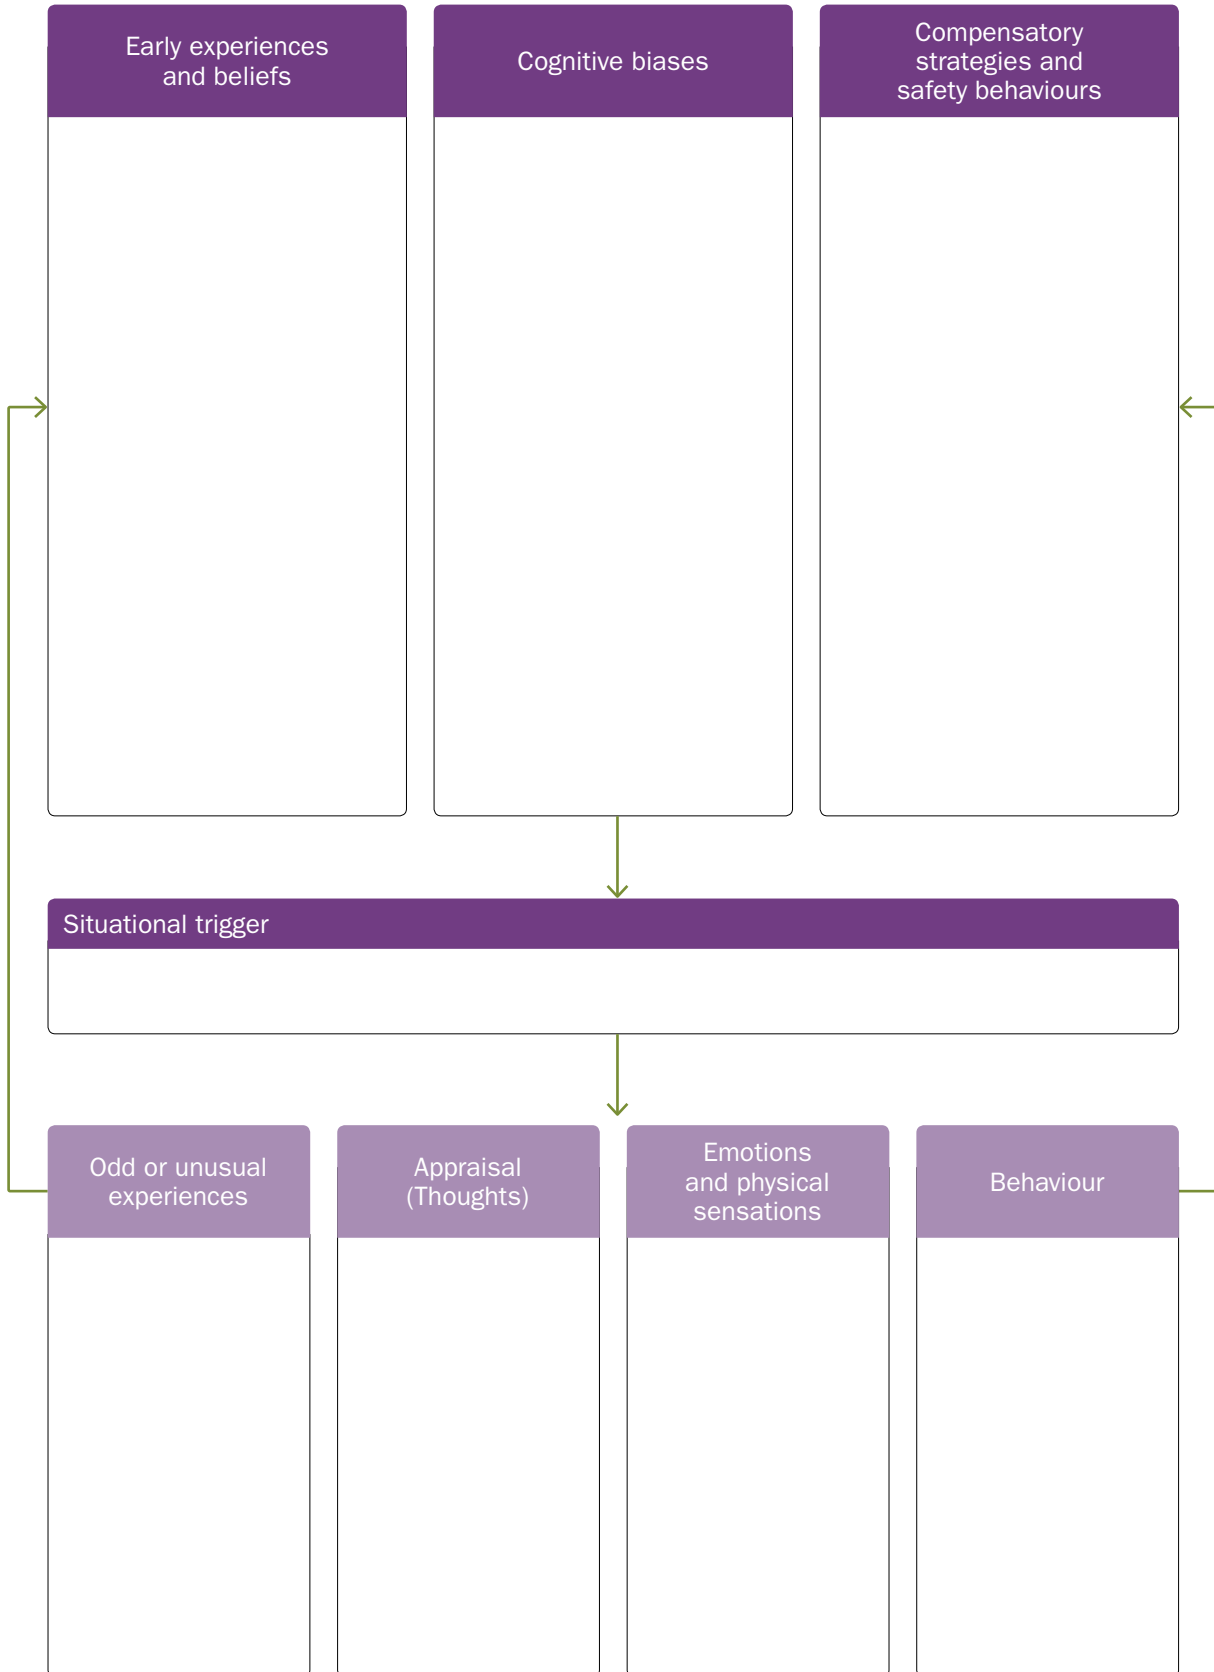 Early experiences
and beliefs
Cognitive biases
Compensatory
strategies and
safety behaviours
Situational trigger
Odd or unusual
experiences
Appraisal
(Thoughts)
Emotions
and physical
sensations
Behaviour